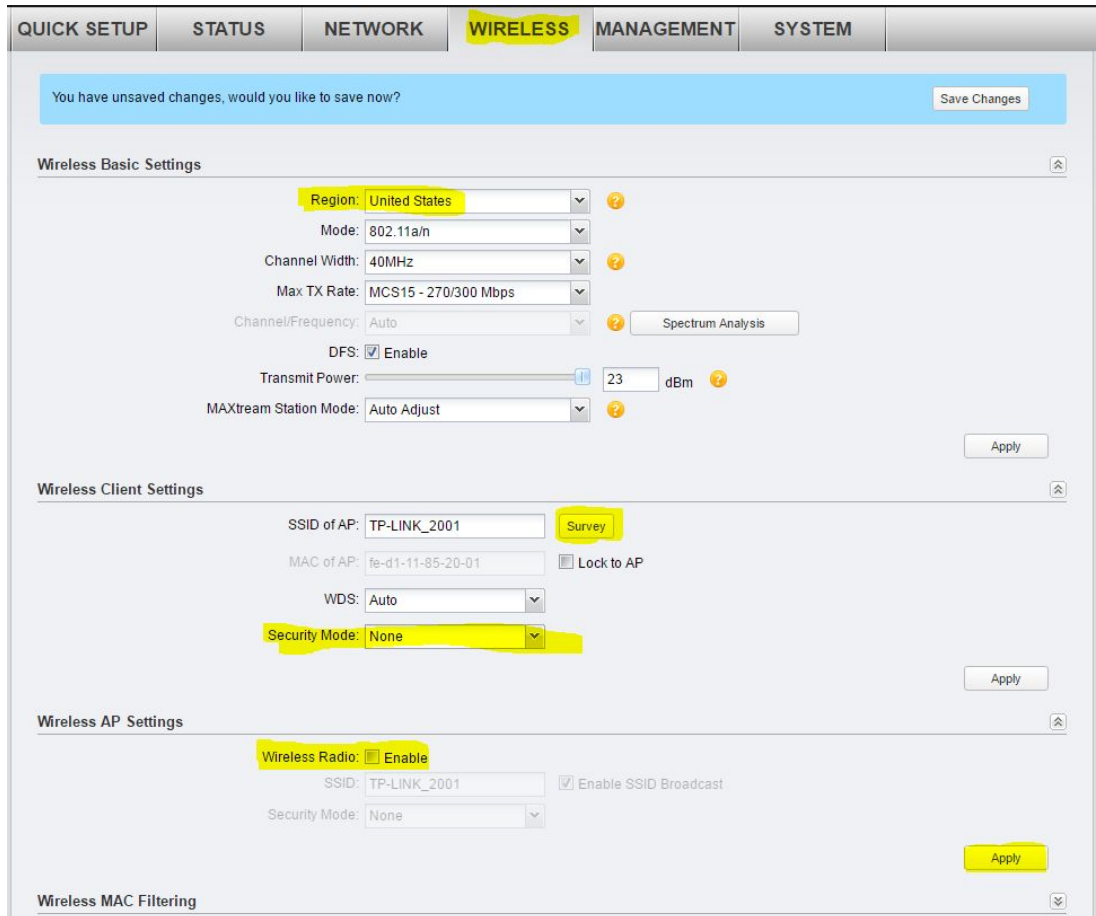 QUICK SETUP STATUS NETWORK WIRELESS MANAGEMENT SYSTEM
You have unsaved changes, would you like to save now? Save Changes
Wireless Basic Settings
Region: United States
Mode: 802.11a/n
Channel Width: 40MHz
Max TX Rate: MCS15 - 270/300 Mbps
Channel/Frequency: Auto Spectrum Analysis
DFS: Enable
Transmit Power: 23 dBm
MAXtream Station Mode: Auto Adjust
Apply
Wireless Client Settings
SSID of AP: TP-LINK_2001 Survey
MAC of AP: fe-d1-11-85-20-01 Lock to AP
WDS: Auto
Security Mode: None
Apply
Wireless AP Settings
Wireless Radio: Enable
SSID: TP-LINK_2001 Enable SSID Broadcast
Security Mode: None
Apply
Wireless MAC Filtering